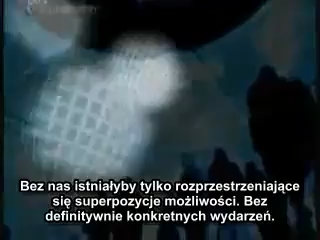 Bez nas istniałyby tylko rozprzestrzeniające
się superpozycje możliwości. Bez
definitywnie konkretnych wydarzeń.